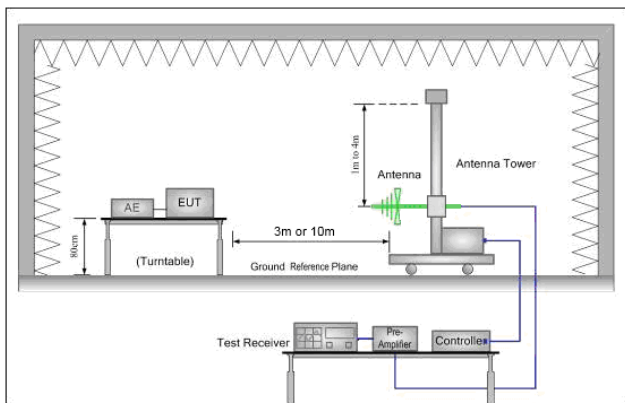 1m to 4m
Antenna
Antenna Tower
AE
EUT
80cm
(Turntable)
3m or 10m
Ground Reference Plane
Test Receiver
Pre-
Amplifier
Controller